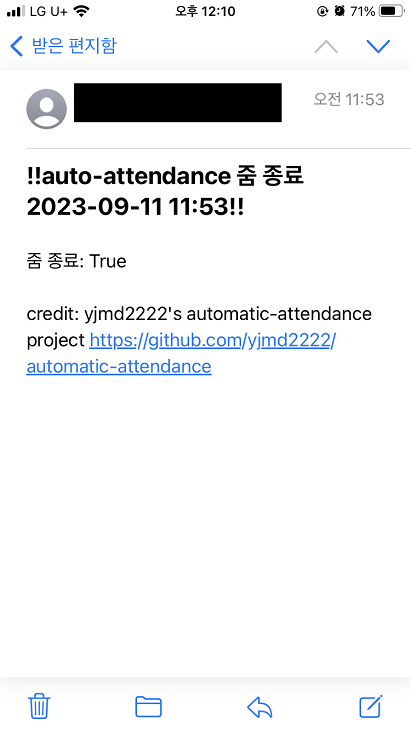 LG U+ 오후 12:10 71%
받은 편지함
오전 11:53
!!auto-attendance 줌 종료
2023-09-11 11:53!!
줌 종료: True
credit: yjmd2222's automatic-attendance
project https://github.com/yjmd2222/
automatic-attendance